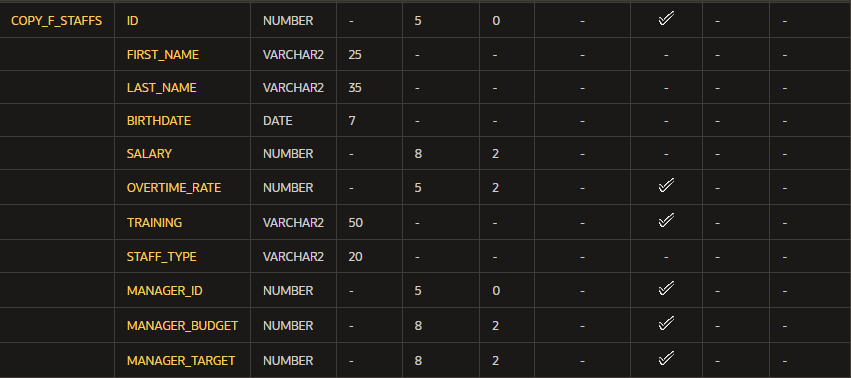 COPY_F_STAFFS ID NUMBER - 5 0 - ✓ - -
FIRST_NAME VARCHAR2 25 - - - - - -
LAST_NAME VARCHAR2 35 - - - - - -
BIRTHDATE DATE 7 - - - - - -
SALARY NUMBER - 8 2 - - - -
OVERTIME_RATE NUMBER - 5 2 - ✓ - -
TRAINING VARCHAR2 50 - - - ✓ - -
STAFF_TYPE VARCHAR2 20 - - - - - -
MANAGER_ID NUMBER - 5 0 - ✓ - -
MANAGER_BUDGET NUMBER - 8 2 - ✓ - -
MANAGER_TARGET NUMBER - 8 2 - ✓ - -